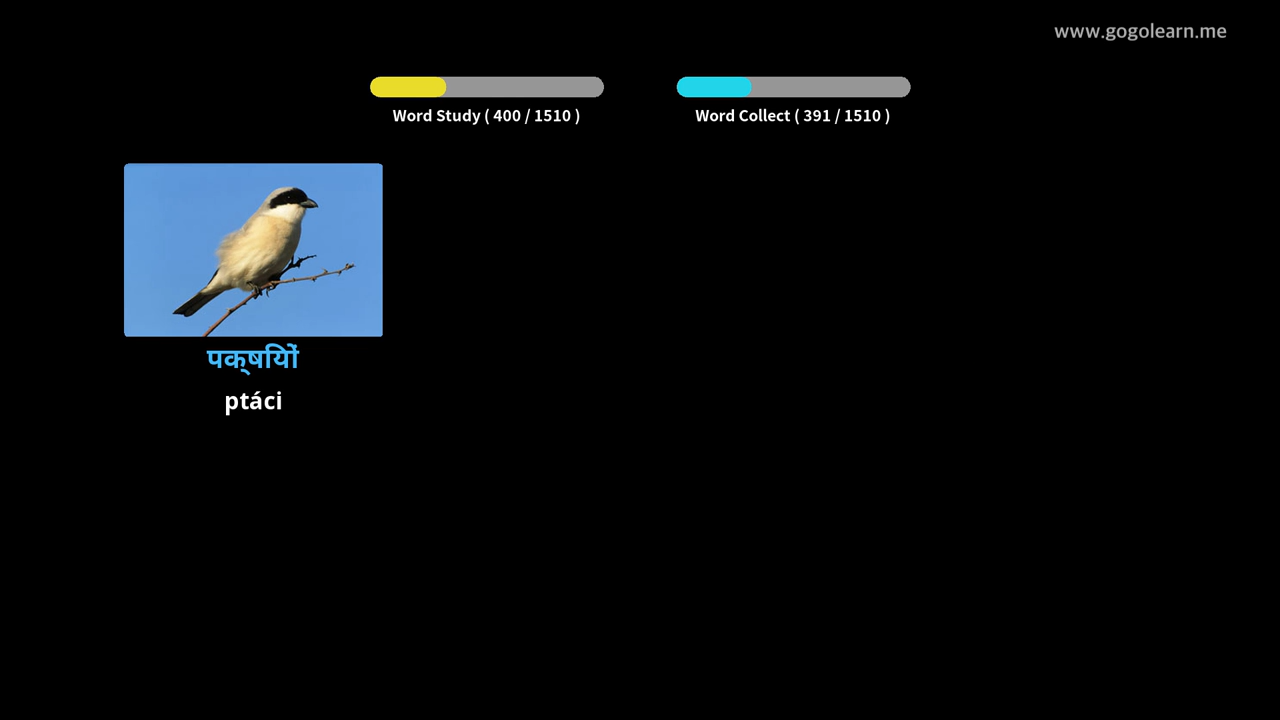 www.gogolearn.me
Word Study ( 400 / 1510 )
Word Collect ( 391 / 1510 )
पक्षियों
ptáci